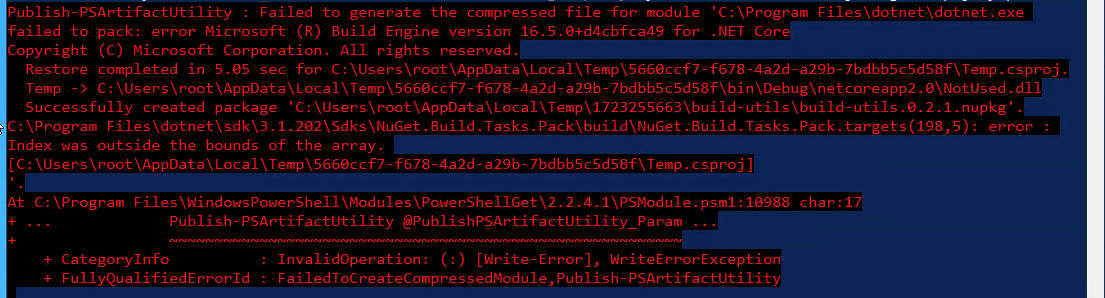 Publish-PSArtifactUtility : Failed to generate the compressed file for module 'C:\Program Files\dotnet\dotnet.exe
failed to pack: error Microsoft (R) Build Engine version 16.5.0+d4cbfca49 for .NET Core
Copyright (C) Microsoft Corporation. All rights reserved.
  Restore completed in 5.05 sec for C:\Users\root\AppData\Local\Temp\5660ccf7-f678-4a2d-a29b-7bdbb5c5d58f\Temp.csproj.
  Temp -> C:\Users\root\AppData\Local\Temp\5660ccf7-f678-4a2d-a29b-7bdbb5c5d58f\bin\Debug\netcoreapp2.0\NotUsed.dll
  Successfully created package 'C:\Users\root\AppData\Local\Temp\1723255663\build-utils\build-utils.0.2.1.nupkg'.
C:\Program Files\dotnet\sdk\3.1.202\Sdks\NuGet.Build.Tasks.Pack\build\NuGet.Build.Tasks.Pack.targets(198,5): error :
Index was outside the bounds of the array.
[C:\Users\root\AppData\Local\Temp\5660ccf7-f678-4a2d-a29b-7bdbb5c5d58f\Temp.csproj]
'.
At C:\Program Files\WindowsPowerShell\Modules\PowerShellGet\2.2.4.1\PSModule.psm1:10988 char:17
+ ...             Publish-PSArtifactUtility @PublishPSArtifactUtility_Param ...
+                 ~~~~~~~~~~~~~~~~~~~~~~~~~~~~~~~~~~~~~~~~~~~~~~~~~~~~~~~~~
    + CategoryInfo          : InvalidOperation: (:) [Write-Error], WriteErrorException
    + FullyQualifiedErrorId : FailedToCreateCompressedModule,Publish-PSArtifactUtility